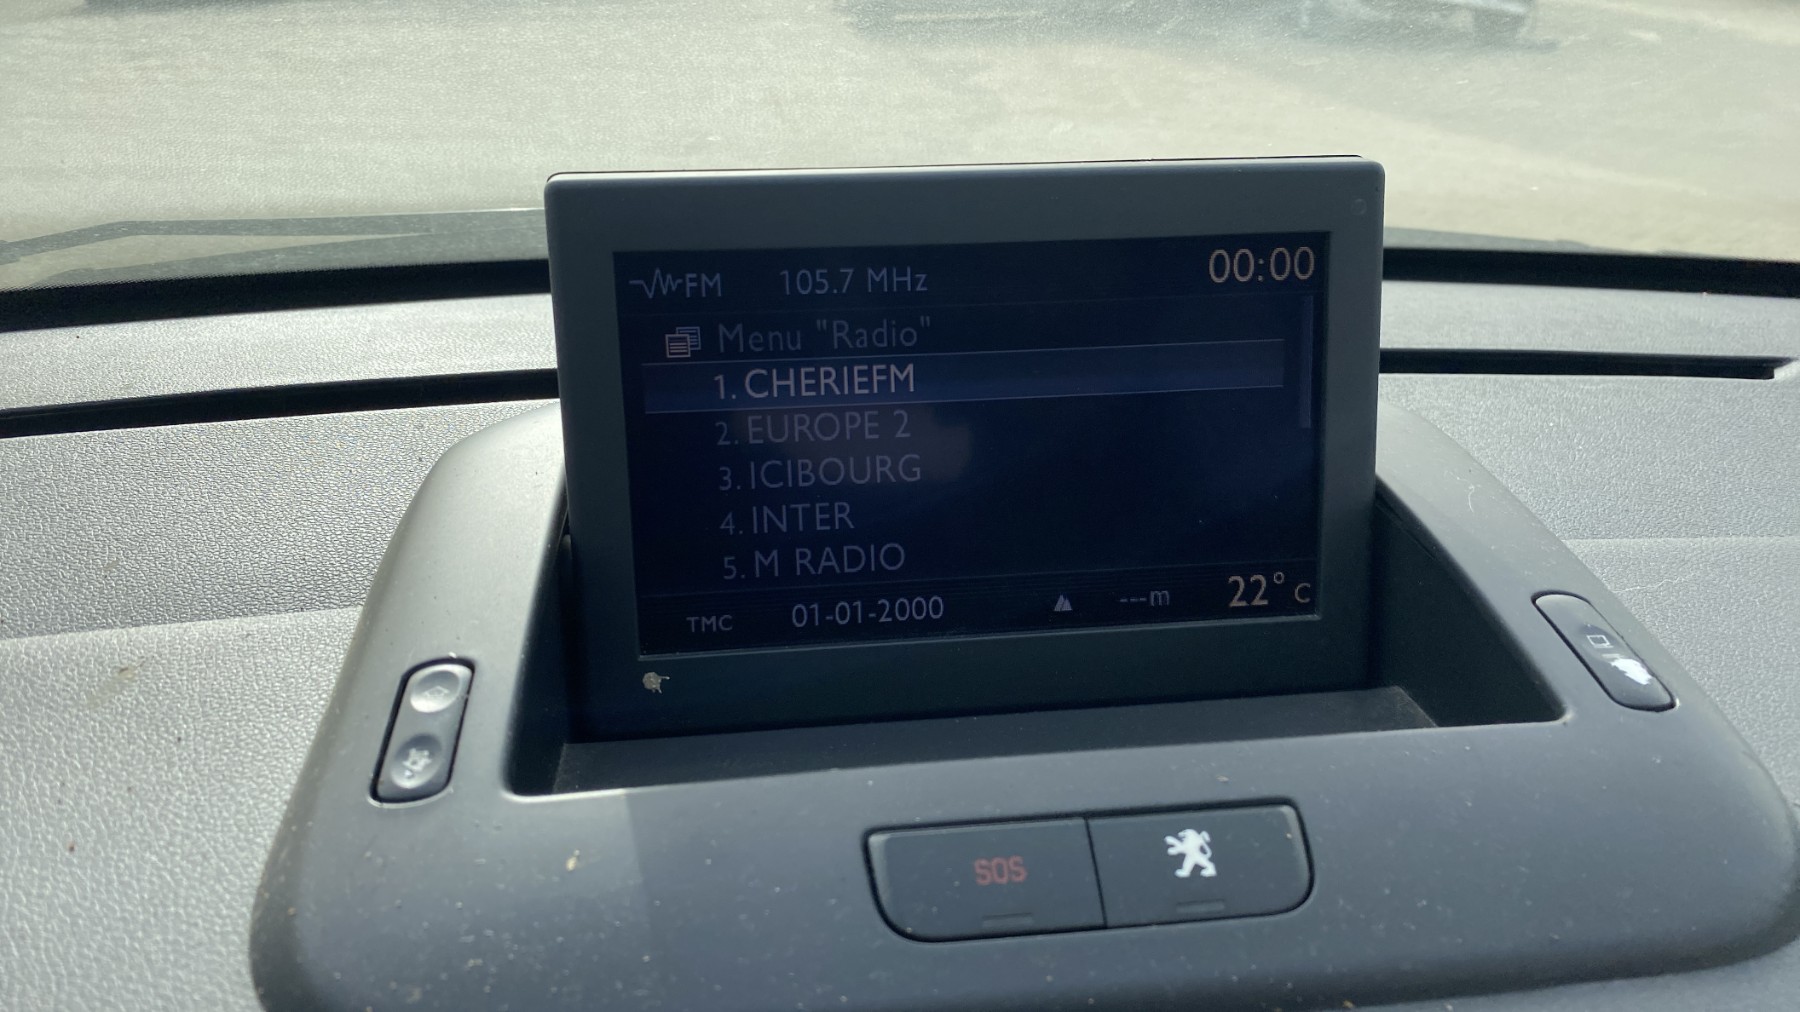 FM 105.7 MHz 00:00
Menu "Radio"
1. CHERIEFM
2. EUROPE 2
3. ICIBOURG
4. INTER
5. M RADIO
TMC 01-01-2000 ---m 22° C
SOS